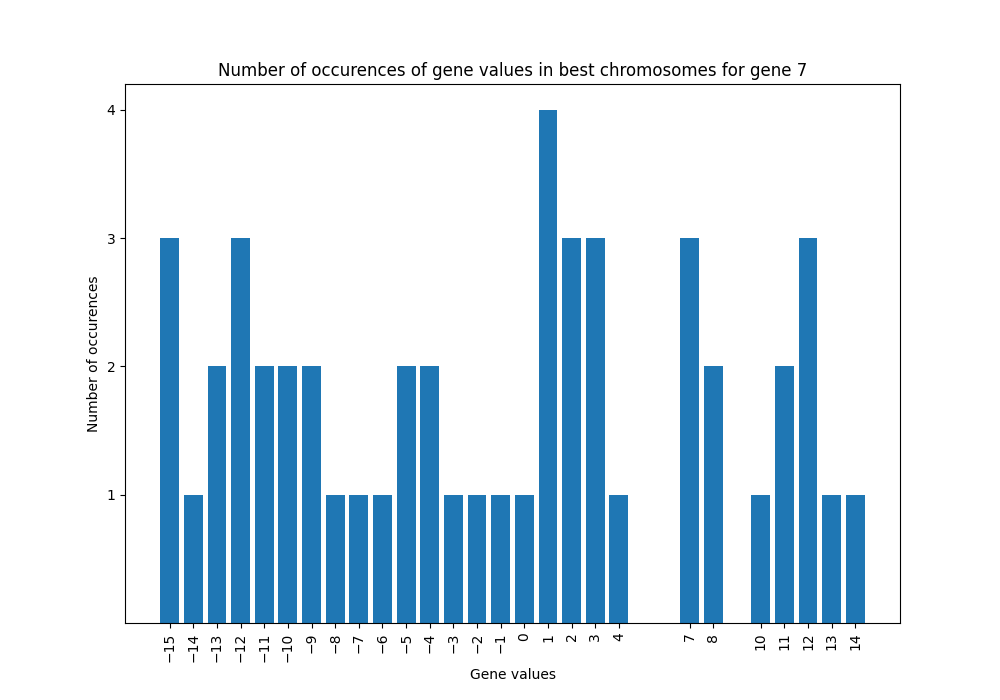 Number of occurences of gene values in best chromosomes for gene 7
4
3
2
1
Number of occurences
−15 −14 −13 −12 −11 −10 −9 −8 −7 −6 −5 −4 −3 −2 −1 0 1 2 3 4 7 8 10 11 12 13 14
Gene values